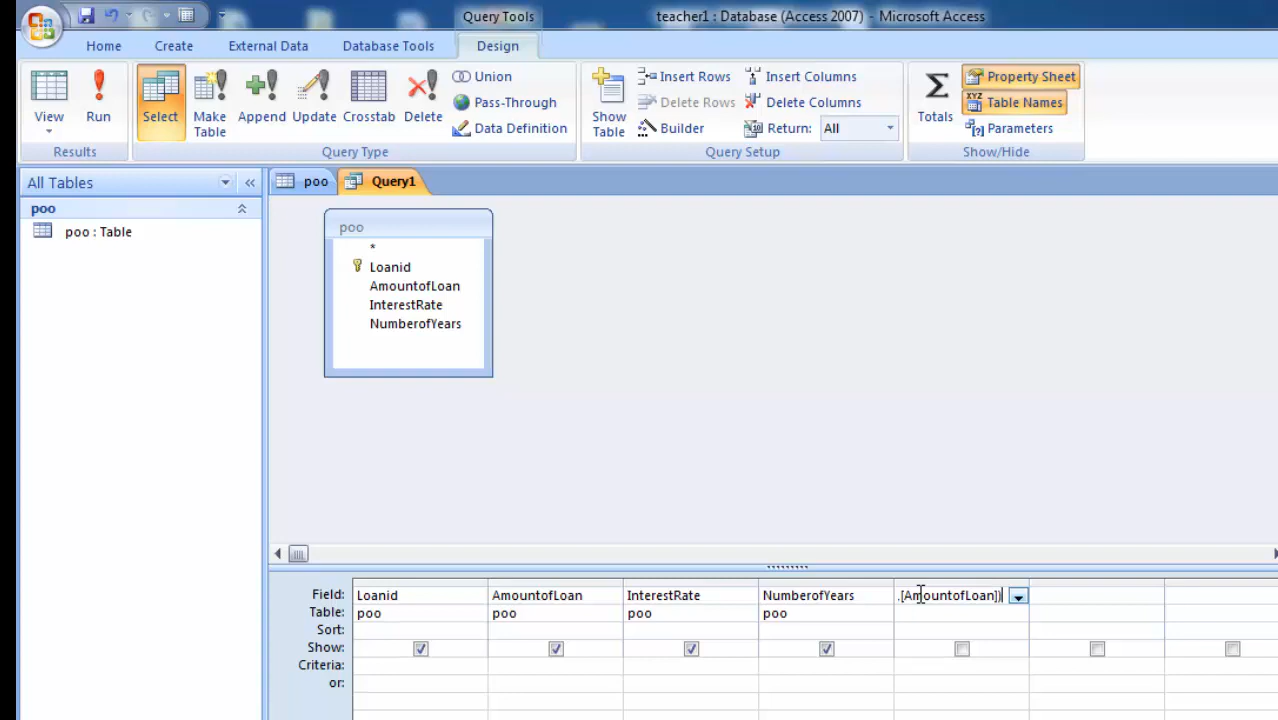 Query Tools
teacher1 : Database (Access 2007) - Microsoft Access
Home
Create
External Data
Database Tools
Design
View
Run
Results
Select
Make Table
Append
Update
Crosstab
Delete
Union
Pass-Through
Data Definition
Query Type
Show Table
Insert Rows
Delete Rows
Builder
Insert Columns
Delete Columns
Return: All
Query Setup
Totals
Property Sheet
Table Names
Parameters
Show/Hide
All Tables
poo
poo : Table
poo
Query1
poo
*
Loanid
AmountofLoan
InterestRate
NumberofYears
Field: Loanid AmountofLoan InterestRate NumberofYears ,[AmountofLoan])
Table: poo poo poo poo
Sort:
Show:
Criteria:
or: